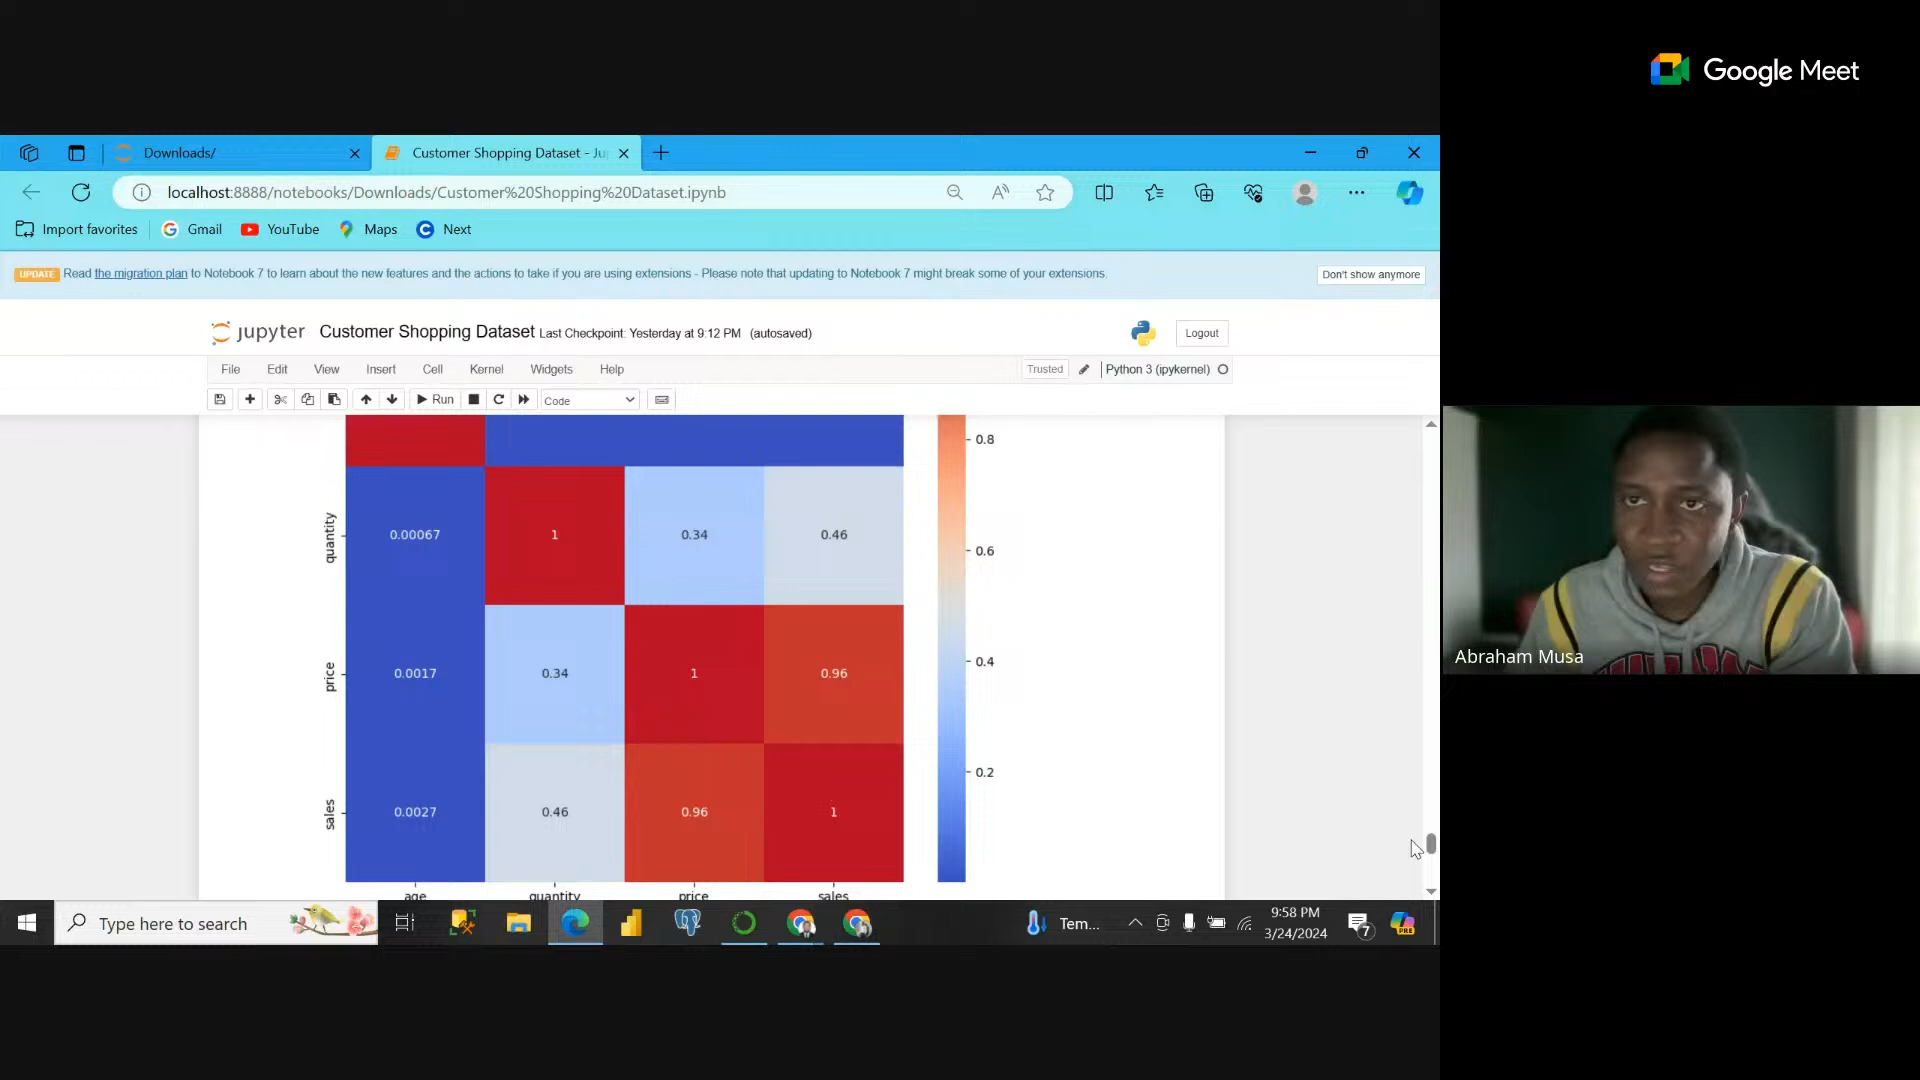 Google Meet
Downloads/
Customer Shopping Dataset - Ju
localhost:8888/notebooks/Downloads/Customer%20Shopping%20Dataset.ipynb
Import favorites
Gmail
YouTube
Maps
Next
UPDATE Read the migration plan to Notebook 7 to learn about the new features and the actions to take if you are using extensions - Please note that updating to Notebook 7 might break some of your extensions.
Don't show anymore
jupyter Customer Shopping Dataset Last Checkpoint: Yesterday at 9:12 PM (autosaved)
Logout
File Edit View Insert Cell Kernel Widgets Help
Trusted
Python 3 (ipykernel)
Run
Code
0.8
quantity
0.00067 1 0.34 0.46
0.6
price
0.0017 0.34 1 0.96
0.4
sales
0.0027 0.46 0.96 1
0.2
age quantity price sales
Abraham Musa
Type here to search
Tem...
9:58 PM
3/24/2024
7
PRE